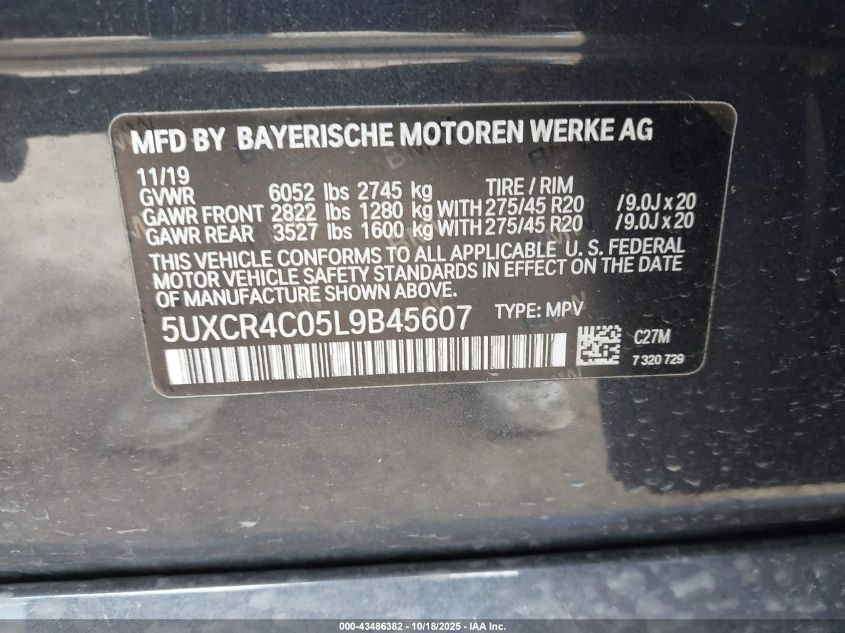 MFD BY BAYERISCHE MOTOREN WERKE AG
11/19
GVWR 6052 lbs 2745 kg TIRE / RIM
GAWR FRONT 2822 lbs 1280 kg WITH 275/45 R20 /9.0J x 20
GAWR REAR 3527 lbs 1600 kg WITH 275/45 R20 /9.0J x 20
THIS VEHICLE CONFORMS TO ALL APPLICABLE U. S. FEDERAL
MOTOR VEHICLE SAFETY STANDARDS IN EFFECT ON THE DATE
OF MANUFACTURE SHOWN ABOVE.
5UXCR4C05L9B45607 TYPE: MPV
C27M
7 320 729
000-43486382 - 10/18/2025 - IAA Inc.